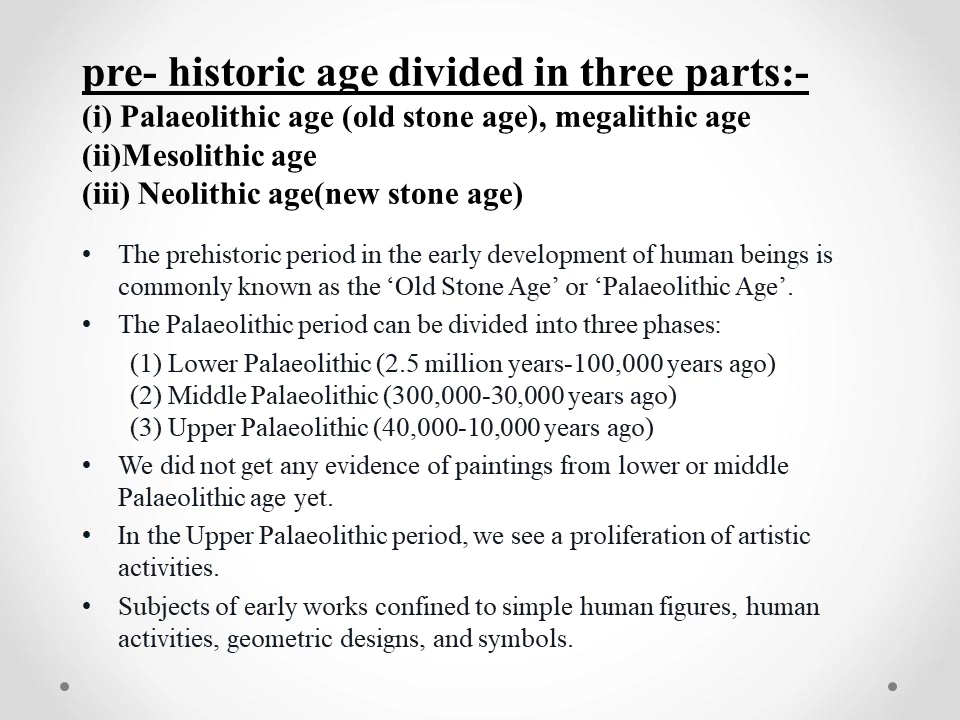 pre- historic age divided in three parts:-
(i) Palaeolithic age (old stone age), megalithic age
(ii)Mesolithic age
(iii) Neolithic age(new stone age)
• The prehistoric period in the early development of human beings is
commonly known as the ‘Old Stone Age’ or ‘Palaeolithic Age’.
• The Palaeolithic period can be divided into three phases:
(1) Lower Palaeolithic (2.5 million years-100,000 years ago)
(2) Middle Palaeolithic (300,000-30,000 years ago)
(3) Upper Palaeolithic (40,000-10,000 years ago)
• We did not get any evidence of paintings from lower or middle
Palaeolithic age yet.
• In the Upper Palaeolithic period, we see a proliferation of artistic
activities.
• Subjects of early works confined to simple human figures, human
activities, geometric designs, and symbols.